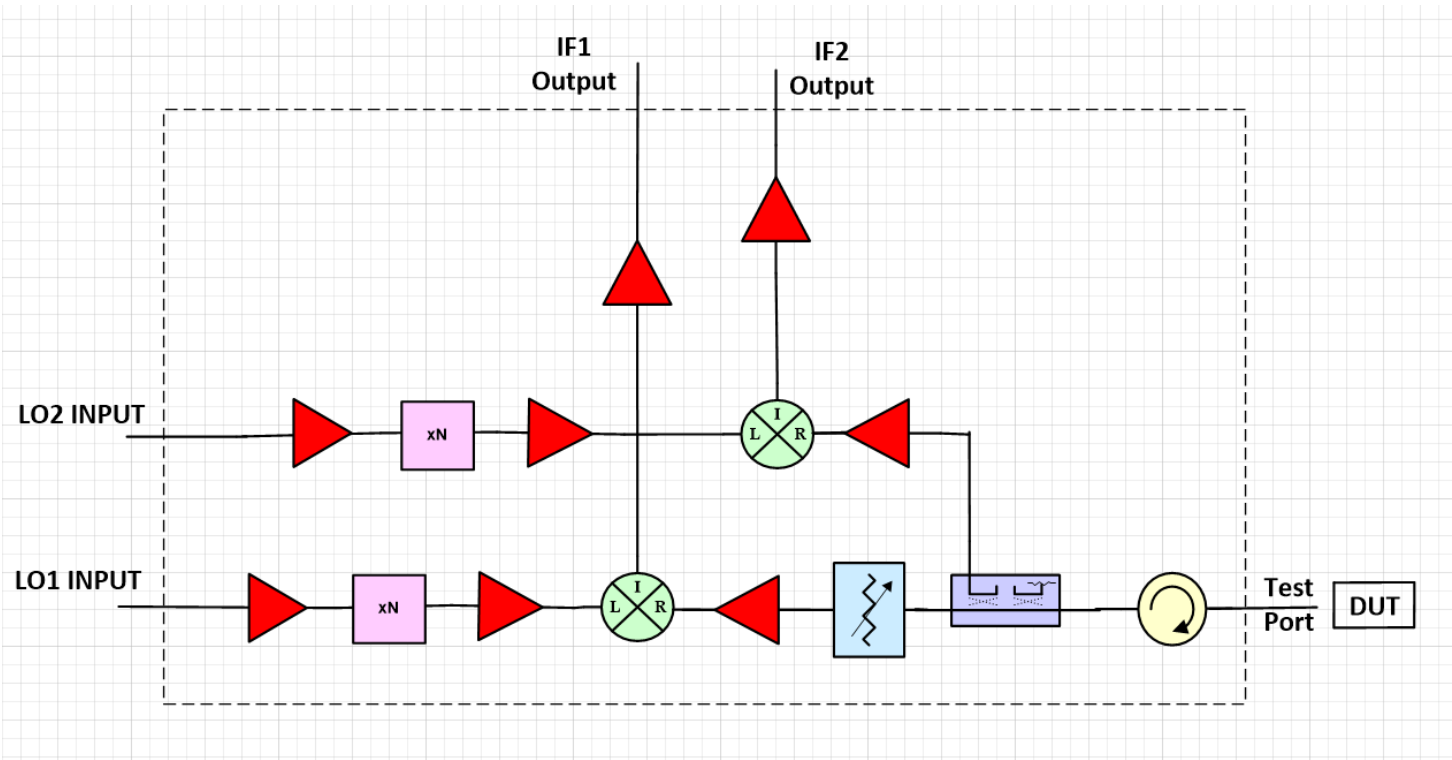 IF1
Output
IF2
Output
LO2 INPUT
xN
L
I
R
LO1 INPUT
xN
L
I
R
Test
Port
DUT